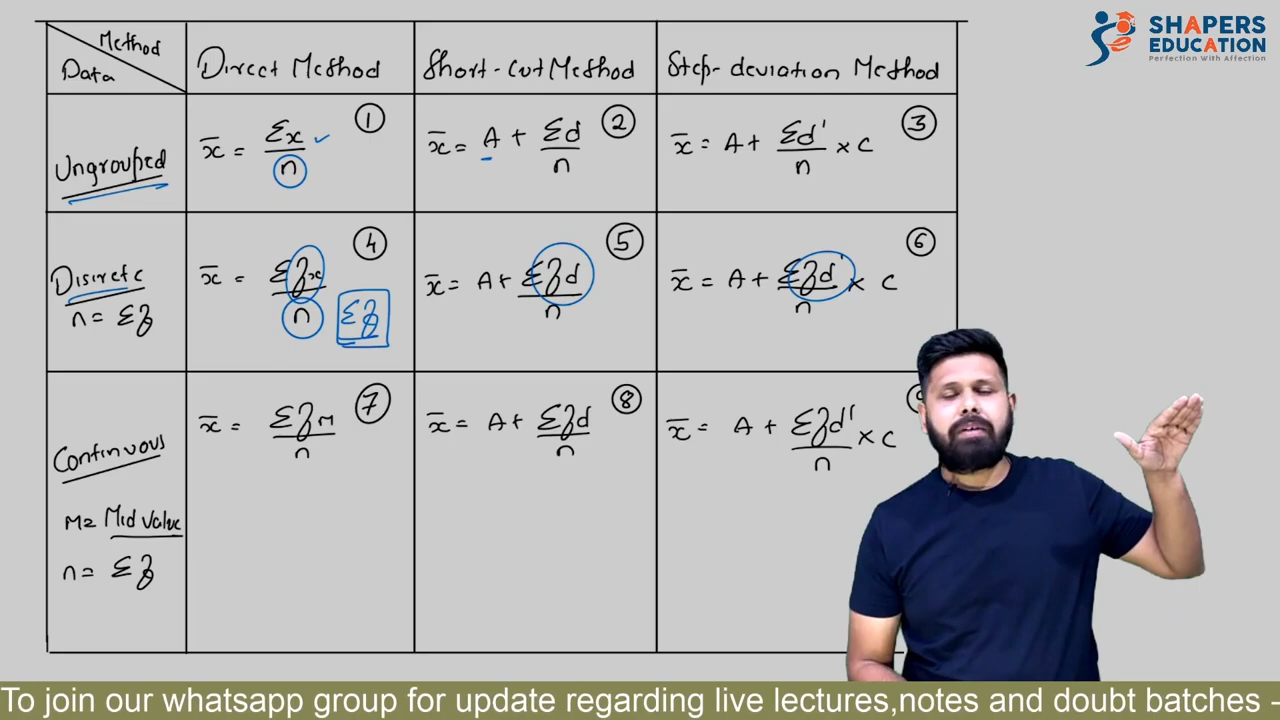 SHAPERS
EDUCATION
Perfection With Affection
Method
Data
Direct Method
Short-cut Method
Step-deviation Method
Ungrouped
x̄ = Σx / n ①
x̄ = A + Σd / n ②
x̄ = A + Σd' / n × C ③
Discrete
n = Σf
x̄ = Σfx / n ④
Σf
x̄ = A + Σfd / n ⑤
x̄ = A + Σfd' / n × C ⑥
Continuous
M= Mid value
n = Σf
x̄ = ΣfM / n ⑦
x̄ = A + Σfd / n ⑧
x̄ = A + Σfd' / n × C
To join our whatsapp group for update regarding live lectures,notes and doubt batches -